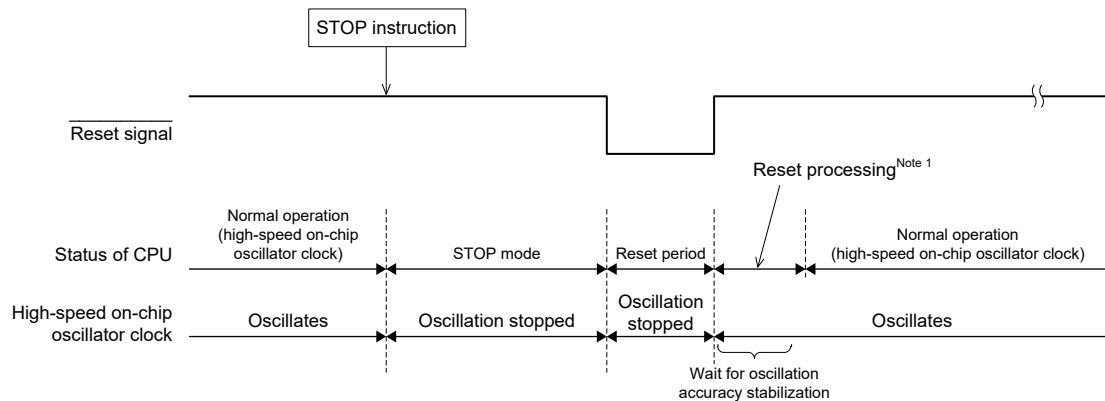 STOP instruction
Reset signal
Reset processing Note 1
Normal operation
(high-speed on-chip
oscillator clock)
Status of CPU
STOP mode
Reset period
Normal operation
(high-speed on-chip oscillator clock)
High-speed on-chip
oscillator clock
Oscillates
Oscillation stopped
Oscillation
stopped
Oscillates
Wait for oscillation
accuracy stabilization